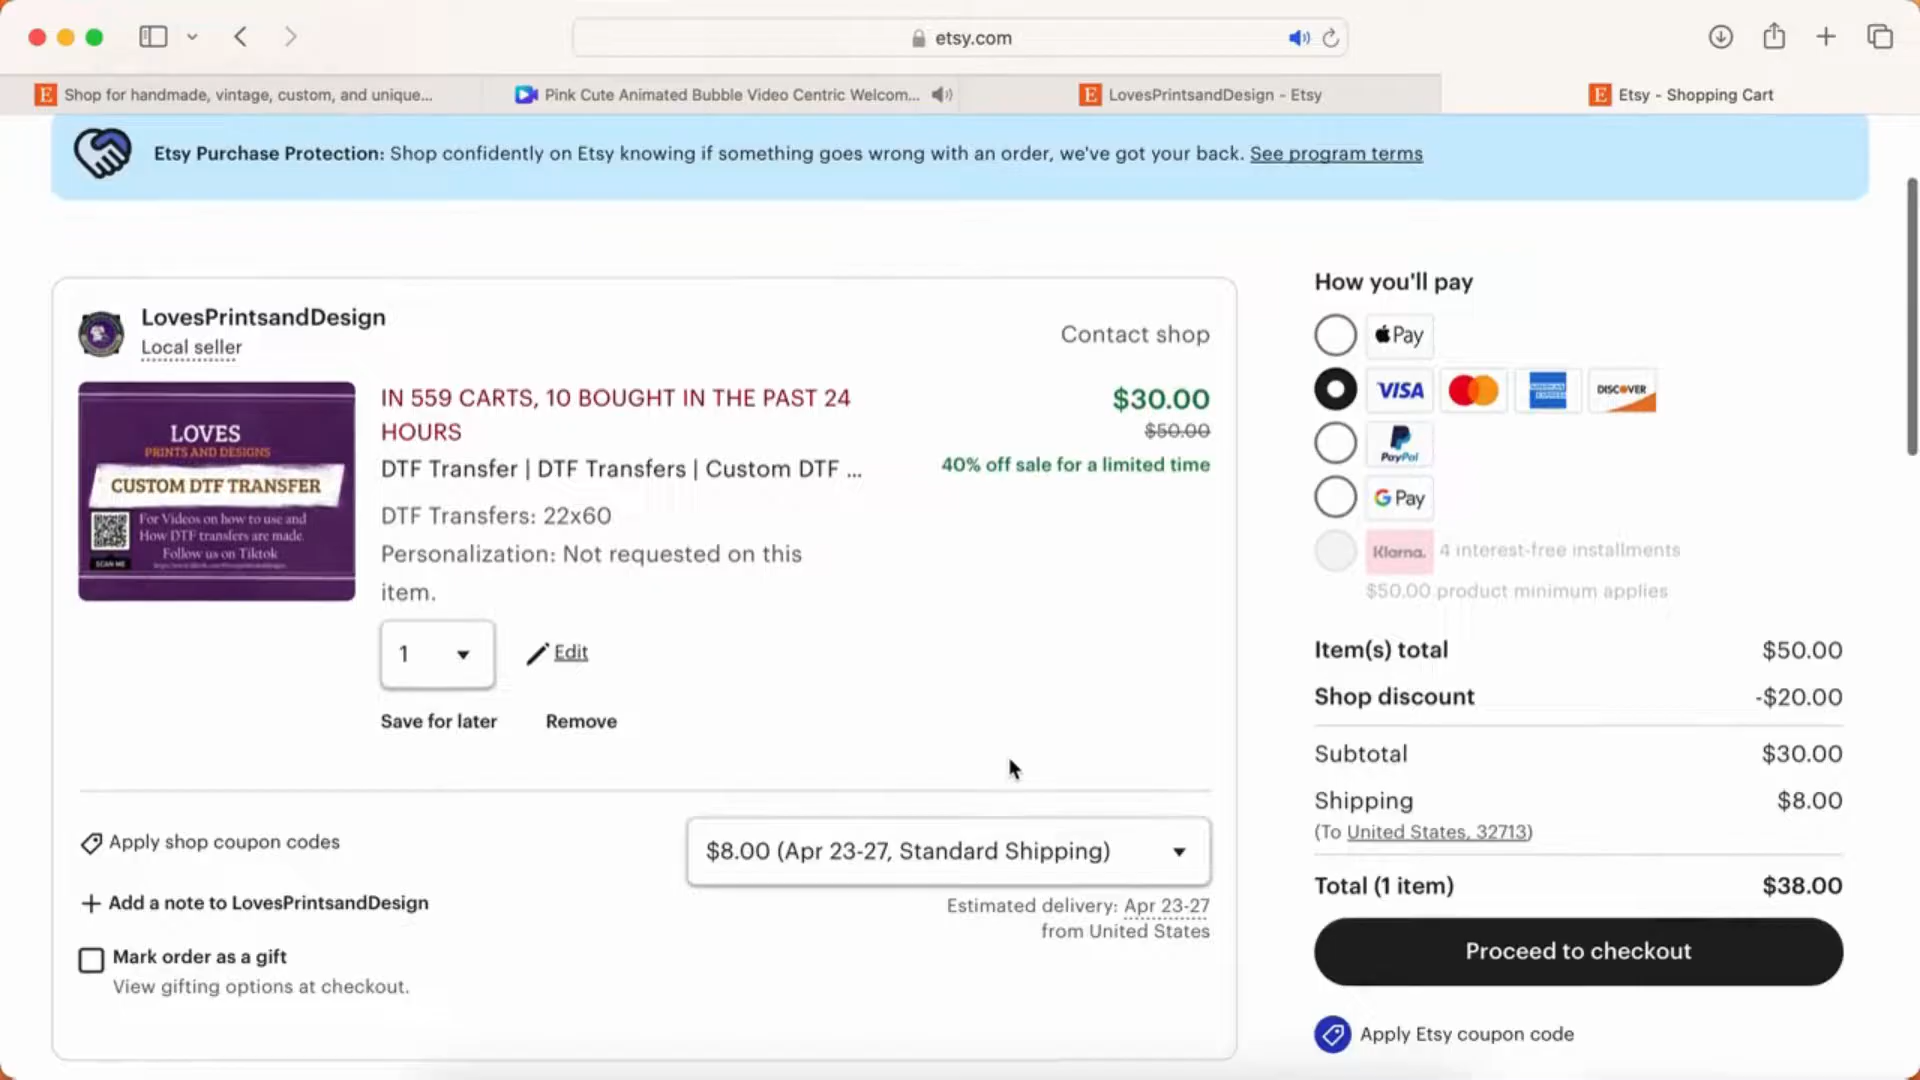 etsy.com
Shop for handmade, vintage, custom, and unique...
Pink Cute Animated Bubble Video Centric Welcom...
LovesPrintsandDesign - Etsy
Etsy - Shopping Cart
Etsy Purchase Protection: Shop confidently on Etsy knowing if something goes wrong with an order, we've got your back. See program terms
LovesPrintsandDesign
Local seller
Contact shop
LOVES
PRINTS AND DESIGNS
CUSTOM DTF TRANSFER
For Videos on how to use and
How DTF transfers are made.
Follow us on Tiktok
SCAN ME
IN 559 CARTS, 10 BOUGHT IN THE PAST 24
HOURS
DTF Transfer | DTF Transfers | Custom DTF ...
DTF Transfers: 22x60
Personalization: Not requested on this
item.
$30.00
$50.00
40% off sale for a limited time
1
Edit
Save for later
Remove
Apply shop coupon codes
$8.00 (Apr 23-27, Standard Shipping)
Add a note to LovesPrintsandDesign
Estimated delivery: Apr 23-27
from United States
Mark order as a gift
View gifting options at checkout.
How you'll pay
Pay
VISA
AMERICAN EXPRESS
DISCOVER
PayPal
G Pay
Klarna. 4 interest-free installments
$50.00 product minimum applies
Item(s) total $50.00
Shop discount -$20.00
Subtotal $30.00
Shipping $8.00
(To United States, 32713)
Total (1 item) $38.00
Proceed to checkout
Apply Etsy coupon code